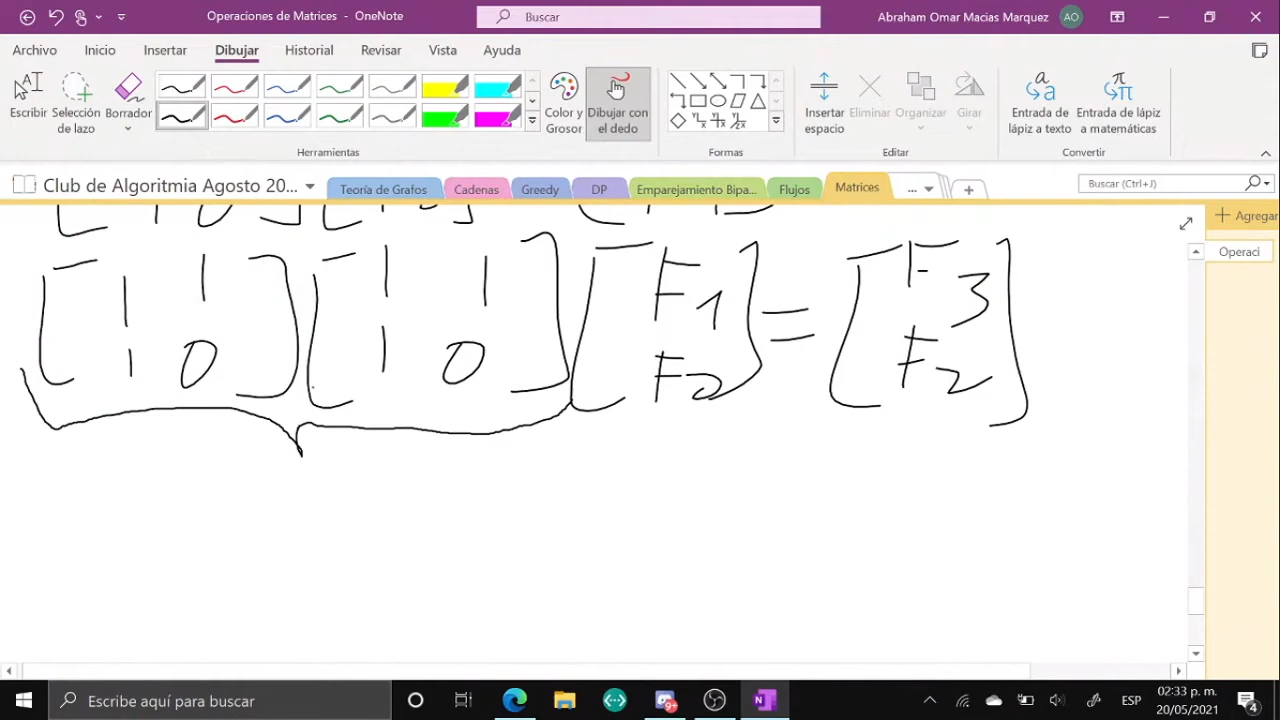 Operaciones de Matrices - OneNote
Buscar
Abraham Omar Macias Marquez AO
Archivo Inicio Insertar Dibujar Historial Revisar Vista Ayuda
Escribir Selección de lazo Borrador Color y Grosor Dibujar con el dedo Insertar espacio Eliminar Organizar Girar Entrada de lápiz a texto Entrada de lápiz a matemáticas
Herramientas Formas Editar Convertir
Club de Algoritmia Agosto 20... Teoría de Grafos Cadenas Greedy DP Emparejamiento Bipa... Flujos Matrices ... + Buscar (Ctrl+J)
+ Agregar
Operaci
[1 1 [1 1 [F1 = [F3
1 0] 1 0] F0] F2]
Escribe aquí para buscar
9+
ESP
02:33 p. m.
20/05/2021
4